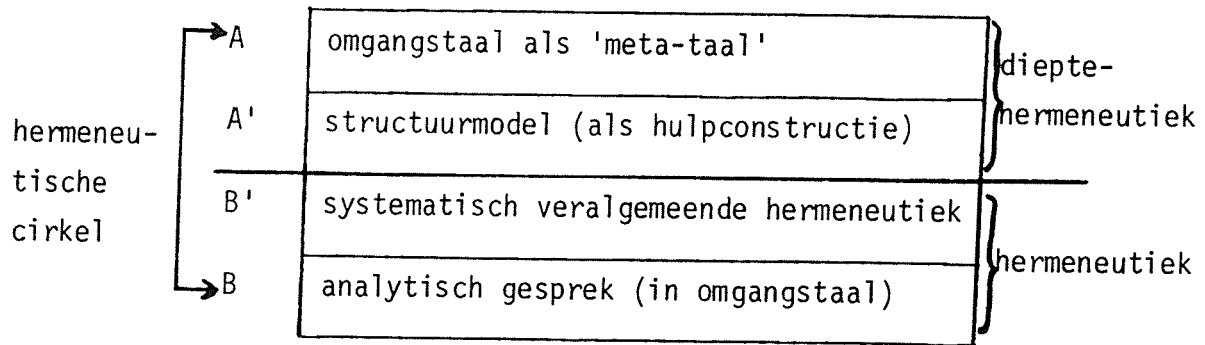 A omgangstaal als 'meta-taal'
diepte-
hermeneu- A' structuurmodel (als hulpconstructie) hermeneutiek
tische
cirkel B' systematisch veralgemeende hermeneutiek
hermeneutiek
B analytisch gesprek (in omgangstaal)